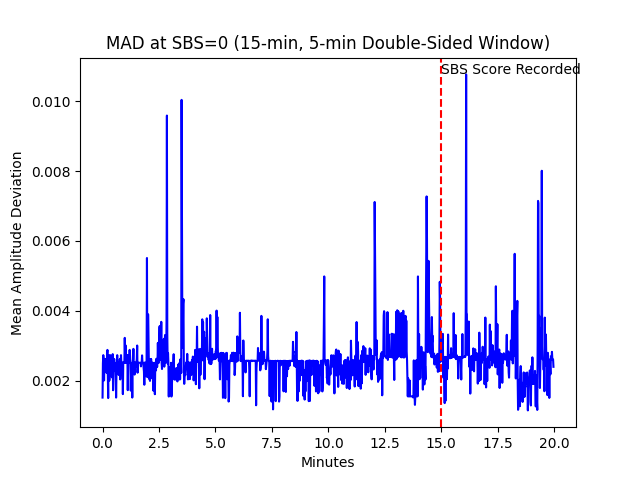 MAD at SBS=0 (15-min, 5-min Double-Sided Window)
SBS Score Recorded
0.010
0.008
0.006
0.004
0.002
Mean Amplitude Deviation
0.0 2.5 5.0 7.5 10.0 12.5 15.0 17.5 20.0
Minutes